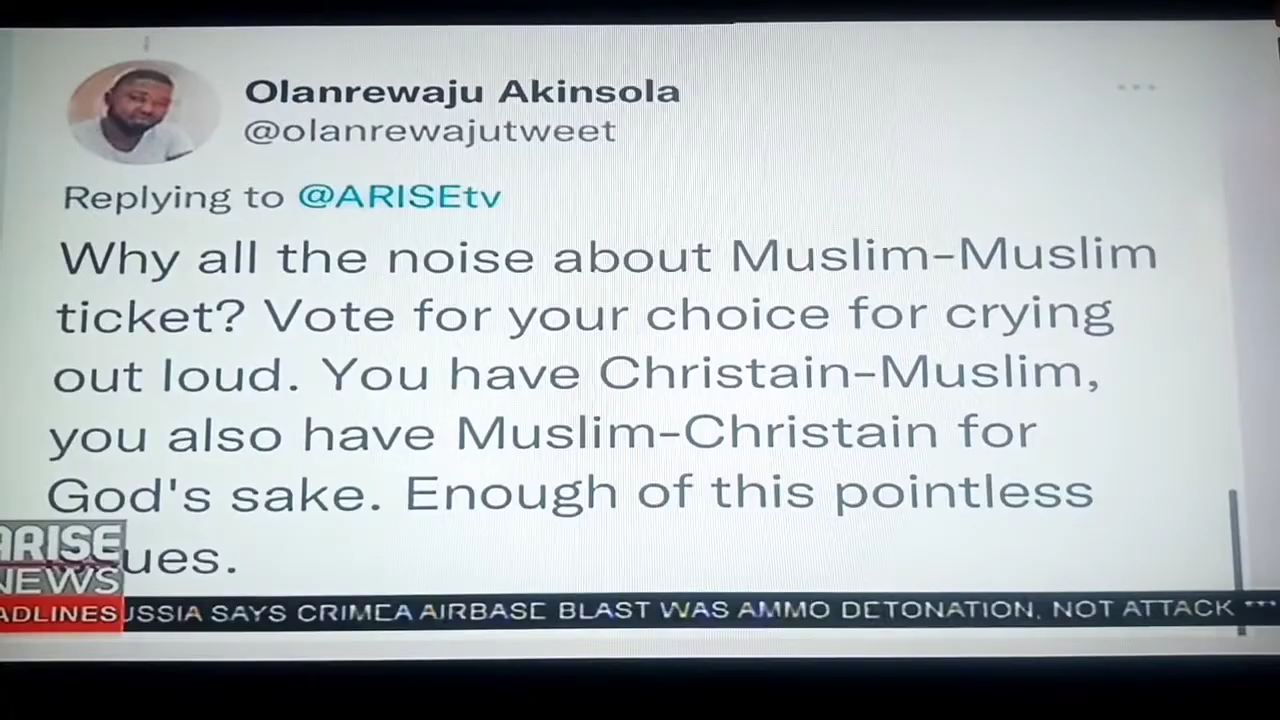 Olanrewaju Akinsola
@olanrewajutweet
Replying to @ARISEtv
Why all the noise about Muslim-Muslim
ticket? Vote for your choice for crying
out loud. You have Christain-Muslim,
you also have Muslim-Christain for
God's sake. Enough of this pointless
ues.
ARISE
NEWS
ADLINES
USSIA SAYS CRIMEA AIRBASE BLAST WAS AMMO DETONATION, NOT ATTACK ***